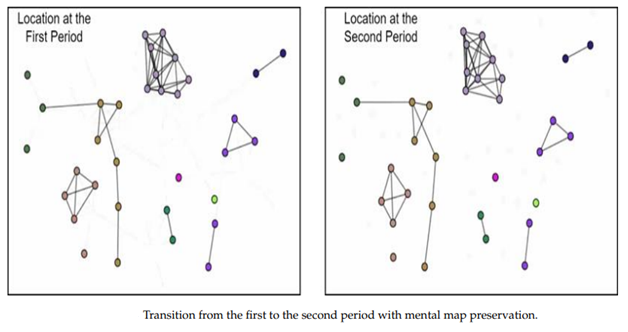 Location at the
First Period
Location at the
Second Period
Transition from the first to the second period with mental map preservation.